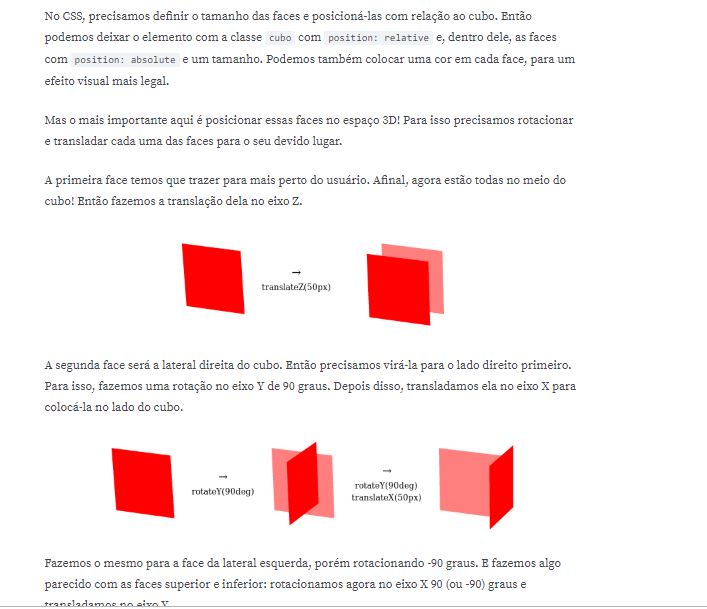 No CSS, precisamos definir o tamanho das faces e posicioná-las com relação ao cubo. Então
podemos deixar o elemento com a classe cubo com position: relative e, dentro dele, as faces
com position: absolute e um tamanho. Podemos também colocar uma cor em cada face, para um
efeito visual mais legal.
Mas o mais importante aqui é posicionar essas faces no espaço 3D! Para isso precisamos rotacionar
e transladar cada uma das faces para o seu devido lugar.
A primeira face temos que trazer para mais perto do usuário. Afinal, agora estão todas no meio do
cubo! Então fazemos a translação dela no eixo Z.
→
translateZ(50px)
A segunda face será a lateral direita do cubo. Então precisamos virá-la para o lado direito primeiro.
Para isso, fazemos uma rotação no eixo Y de 90 graus. Depois disso, transladamos ela no eixo X para
colocá-la no lado do cubo.
→
rotateY(90deg)
→
rotateY(90deg)
translateX(50px)
Fazemos o mesmo para a face da lateral esquerda, porém rotacionando -90 graus. E fazemos algo
parecido com as faces superior e inferior: rotacionamos agora no eixo X 90 (ou -90) graus e
transladamos no eixo Y